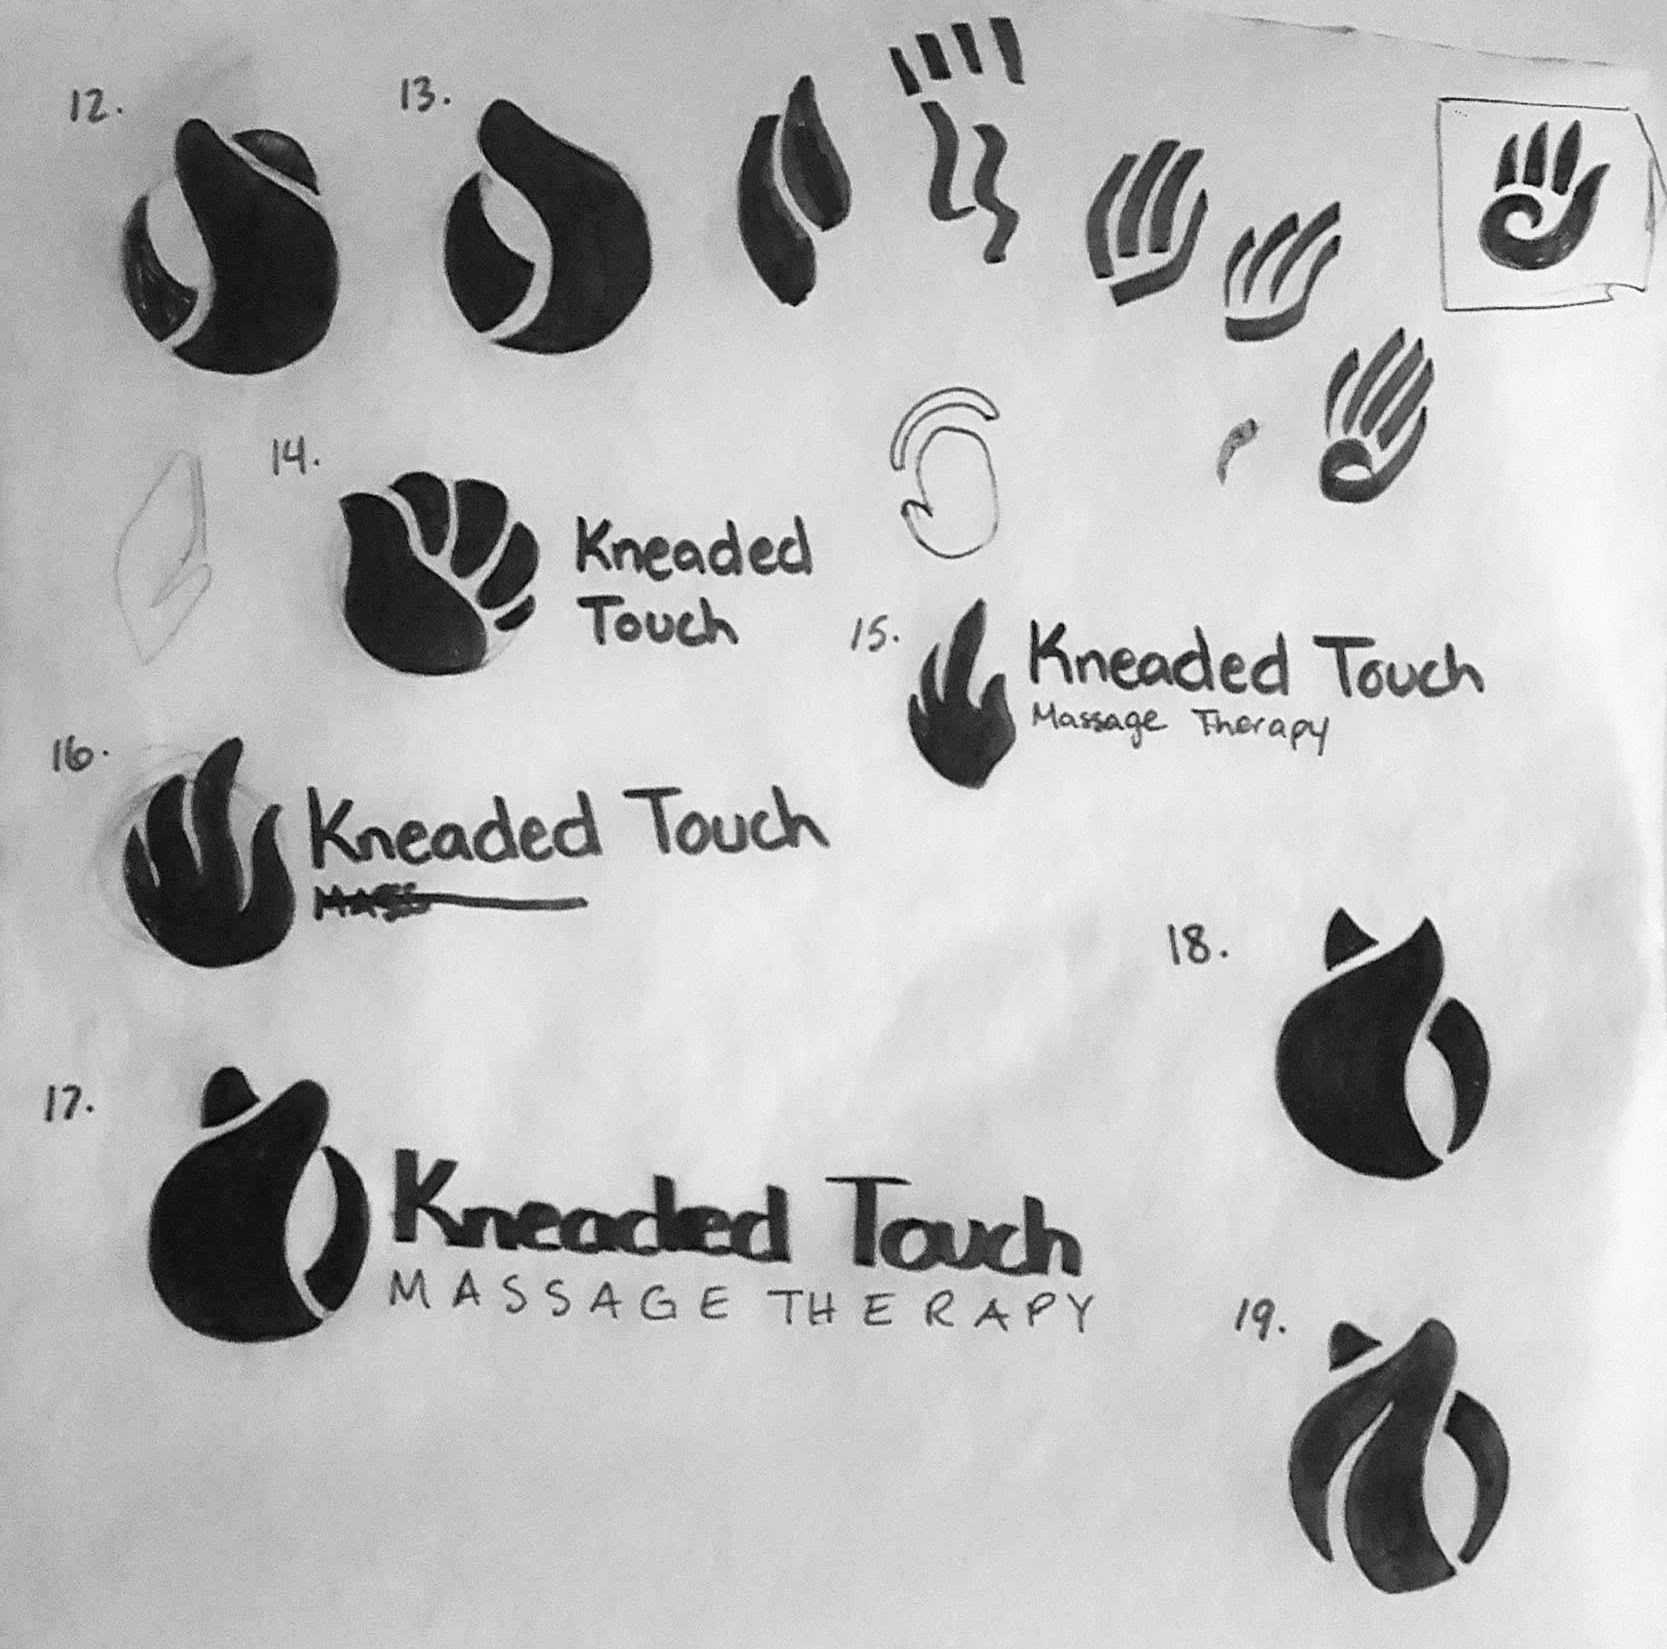 12.
13.
14.
Kneaded
Touch
15.
Kneaded Touch
Massage Therapy
16.
Kneaded Touch
17.
Kneaded Touch
MASSAGE THERAPY
18.
19.